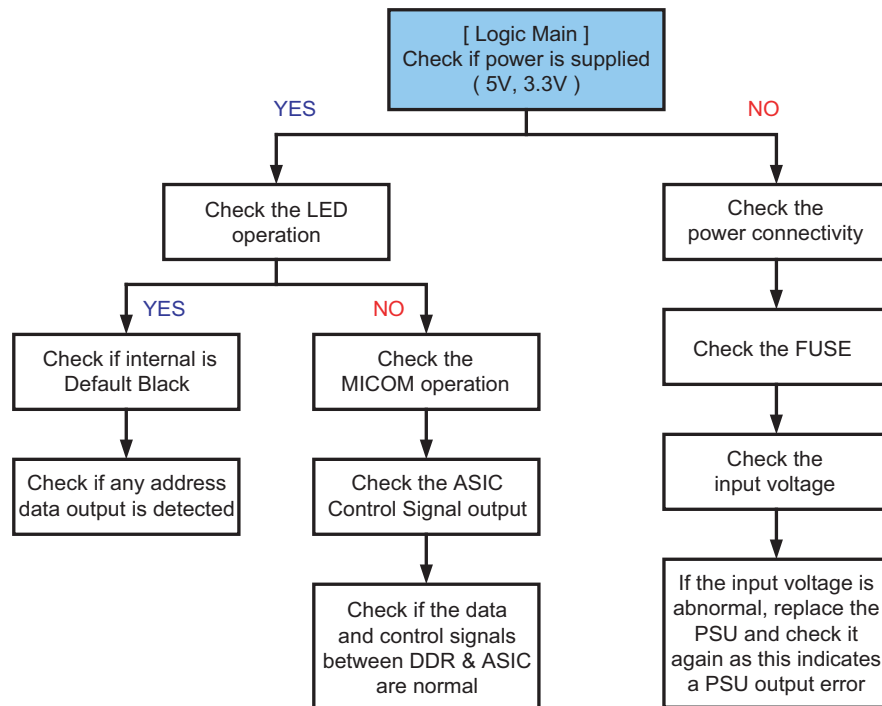 [ Logic Main ]
Check if power is supplied
( 5V, 3.3V )
YES
NO
Check the LED
operation
Check the
power connectivity
YES
NO
Check if internal is
Default Black
Check the
MICOM operation
Check the FUSE
Check if any address
data output is detected
Check the ASIC
Control Signal output
Check the
input voltage
Check if the data
and control signals
between DDR & ASIC
are normal
If the input voltage is
abnormal, replace the
PSU and check it
again as this indicates
a PSU output error